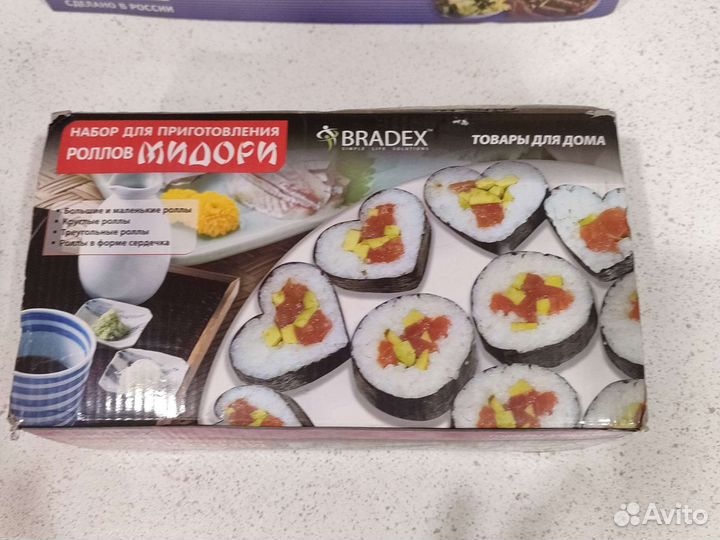 СДЕЛАНО В РОССИИ
НАБОР ДЛЯ ПРИГОТОВЛЕНИЯ
РОЛЛОВ МИДОРИ
BRADEX™
SIMPLE LIFE SOLUTIONS
ТОВАРЫ ДЛЯ ДОМА
• Большие и маленькие роллы
• Круглые роллы
• Треугольные роллы
• Роллы в форме сердечка
Avito